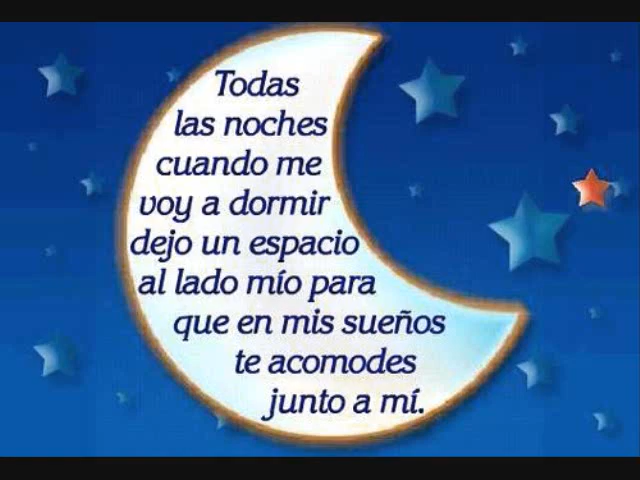 Todas
las noches
cuando me
voy a dormir
dejo un espacio
al lado mío para
que en mis sueños
te acomodes
junto a mí.